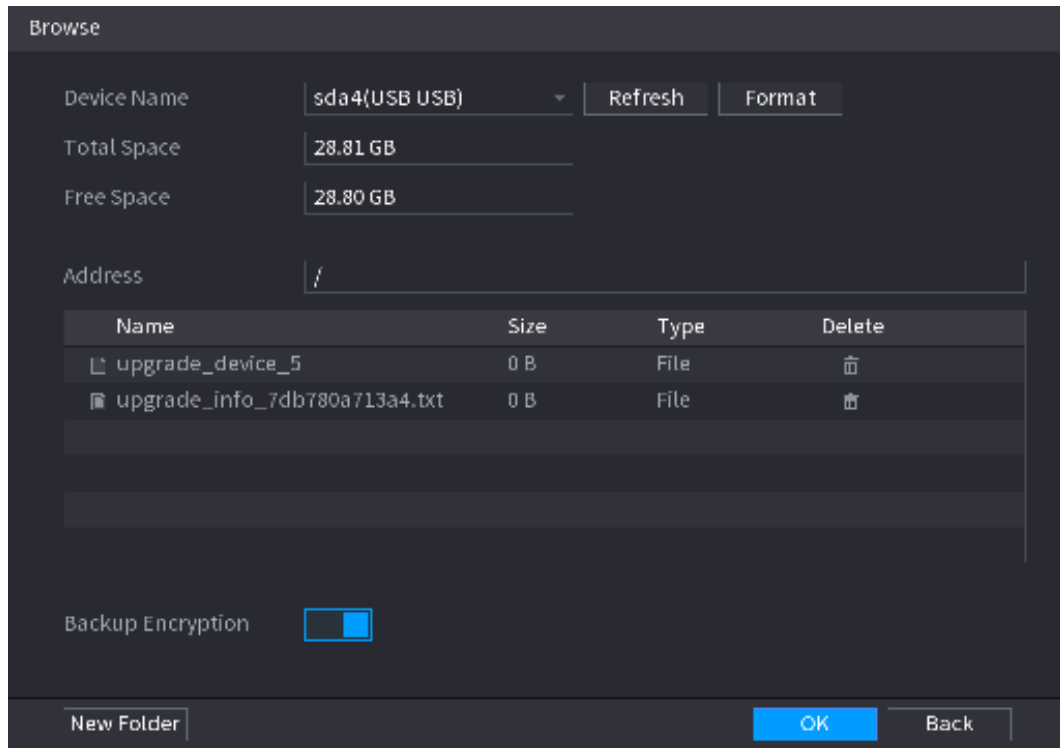 Browse
Device Name sda4(USB USB) Refresh Format
Total Space 28.81 GB
Free Space 28.80 GB
Address /
Name Size Type Delete
upgrade_device_5 0 B File
upgrade_info_7db780a713a4.txt 0 B File
Backup Encryption
New Folder OK Back